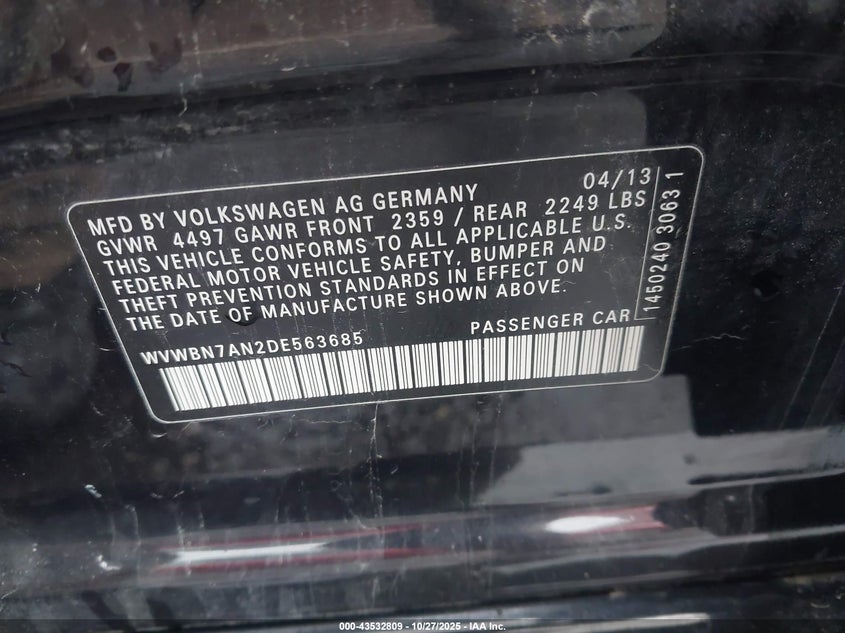 04/13
MFD BY VOLKSWAGEN AG GERMANY
GVWR 4497 GAWR FRONT 2359 / REAR 2249 LBS
THIS VEHICLE CONFORMS TO ALL APPLICABLE U.S.
FEDERAL MOTOR VEHICLE SAFETY, BUMPER AND
THEFT PREVENTION STANDARDS IN EFFECT ON
THE DATE OF MANUFACTURE SHOWN ABOVE.
1450240 3063 1
WVWBN7AN2DE563685
PASSENGER CAR
000-43532809 - 10/27/2025 - IAA Inc.